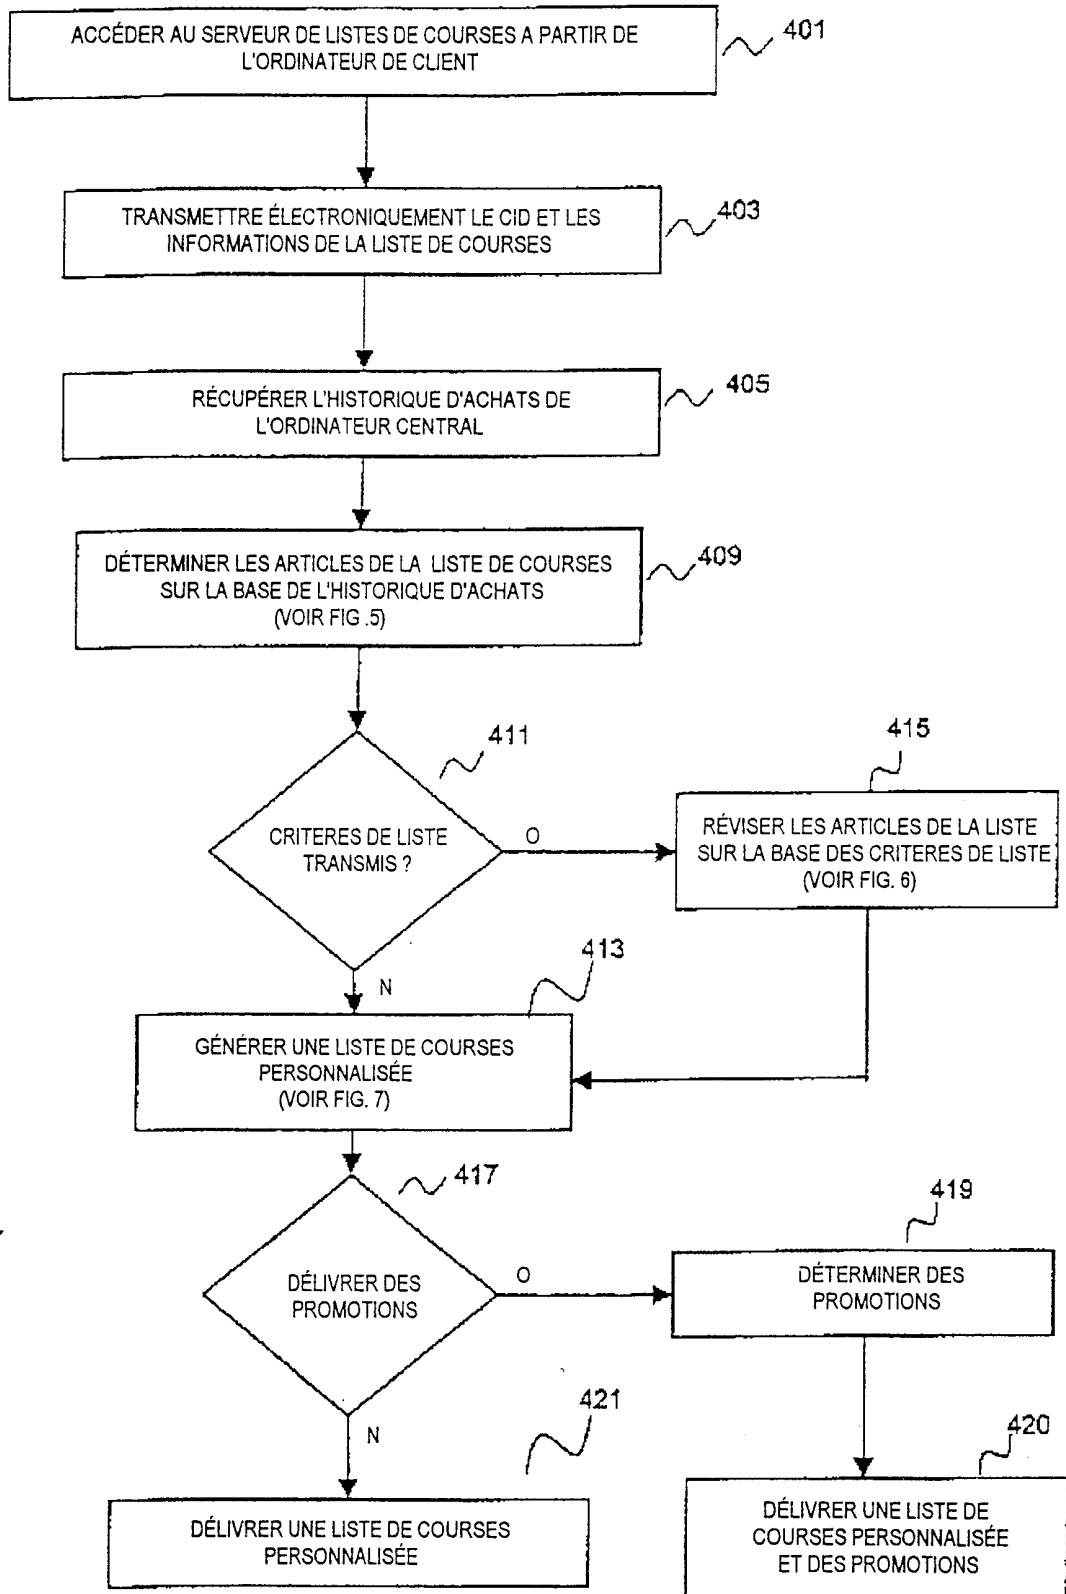 ACCÉDER AU SERVEUR DE LISTES DE COURSES A PARTIR DE
L'ORDINATEUR DE CLIENT
401
TRANSMETTRE ÉLECTRONIQUEMENT LE CID ET LES
INFORMATIONS DE LA LISTE DE COURSES
403
RÉCUPÉRER L'HISTORIQUE D'ACHATS DE
L'ORDINATEUR CENTRAL
405
DÉTERMINER LES ARTICLES DE LA LISTE DE COURSES
SUR LA BASE DE L'HISTORIQUE D'ACHATS
(VOIR FIG .5)
409
411
CRITERES DE LISTE
TRANSMIS ?
O
415
RÉVISER LES ARTICLES DE LA LISTE
SUR LA BASE DES CRITERES DE LISTE
(VOIR FIG. 6)
N
413
GÉNÉRER UNE LISTE DE COURSES
PERSONNALISÉE
(VOIR FIG. 7)
417
DÉLIVRER DES
PROMOTIONS
O
419
DÉTERMINER DES
PROMOTIONS
N
421
DÉLIVRER UNE LISTE DE COURSES
PERSONNALISÉE
420
DÉLIVRER UNE LISTE DE
COURSES PERSONNALISÉE
ET DES PROMOTIONS